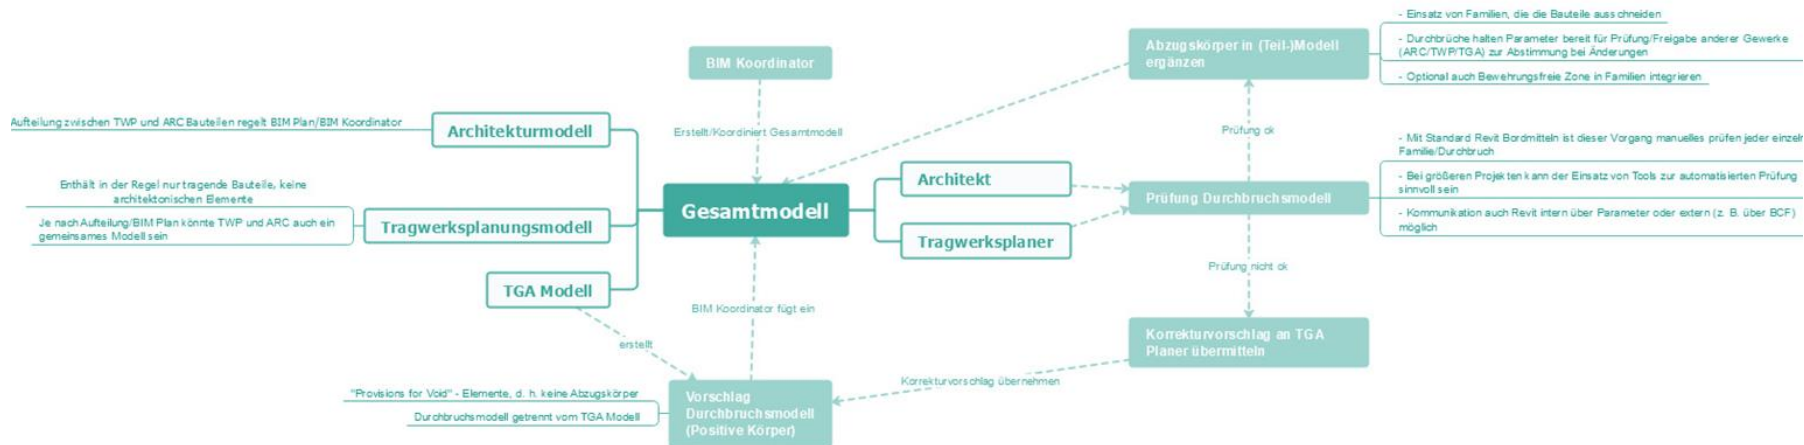 - Einsatz von Familien, die die Bauteile ausschneiden
- Durchbrüche halten Parameter bereit für Prüfung/Freigabe anderer Gewerke
(ARC/TWP/TGA) zur Abstimmung bei Änderungen
- Optional auch Bewehrungsfreie Zone in Familien integrieren
Abzugskörper in (Teil-)Modell
ergänzen
BIM Koordinator
Erstellt/Koordiniert Gesamtmodell
Prüfung ok
Aufteilung zwischen TWP und ARC Bauteilen regelt BIM Plan/BIM Koordinator
Architekturmodell
Enthält in der Regel nur tragende Bauteile, keine
architektonischen Elemente
Je nach Aufteilung/BIM Plan könnte TWP und ARC auch ein
gemeinsames Modell sein
Tragwerksplanungsmodell
TGA Modell
Gesamtmodell
Architekt
Tragwerksplaner
Prüfung Durchbruchsmodell
- Mit Standard Revit Bordmitteln ist dieser Vorgang manuelles prüfen jeder
Familie/Durchbruch
- Bei größeren Projekten kann der Einsatz von Tools zur automatisierten Prüfung
sinnvoll sein
- Kommunikation auch Revit intern über Parameter oder extern (z. B. über BCF)
möglich
Prüfung nicht ok
BIM Koordinator fügt ein
erstellt
Korrekturvorschlag an TGA
Planer übermitteln
Korrekturvorschlag übernehmen
"Provisions for Void" - Elemente, d. h. keine Abzugskörper
Durchbruchsmodell getrennt vom TGA Modell
Vorschlag
Durchbruchsmodell
(Positive Körper)